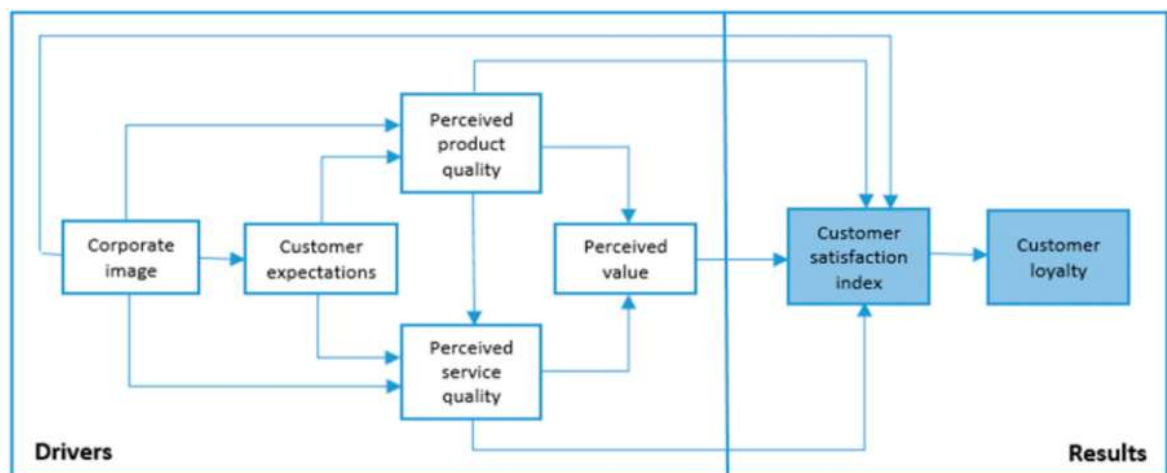 Perceived
product
quality
Corporate
image
Customer
expectations
Perceived
value
Customer
satisfaction
index
Customer
loyalty
Perceived
service
quality
Drivers
Results